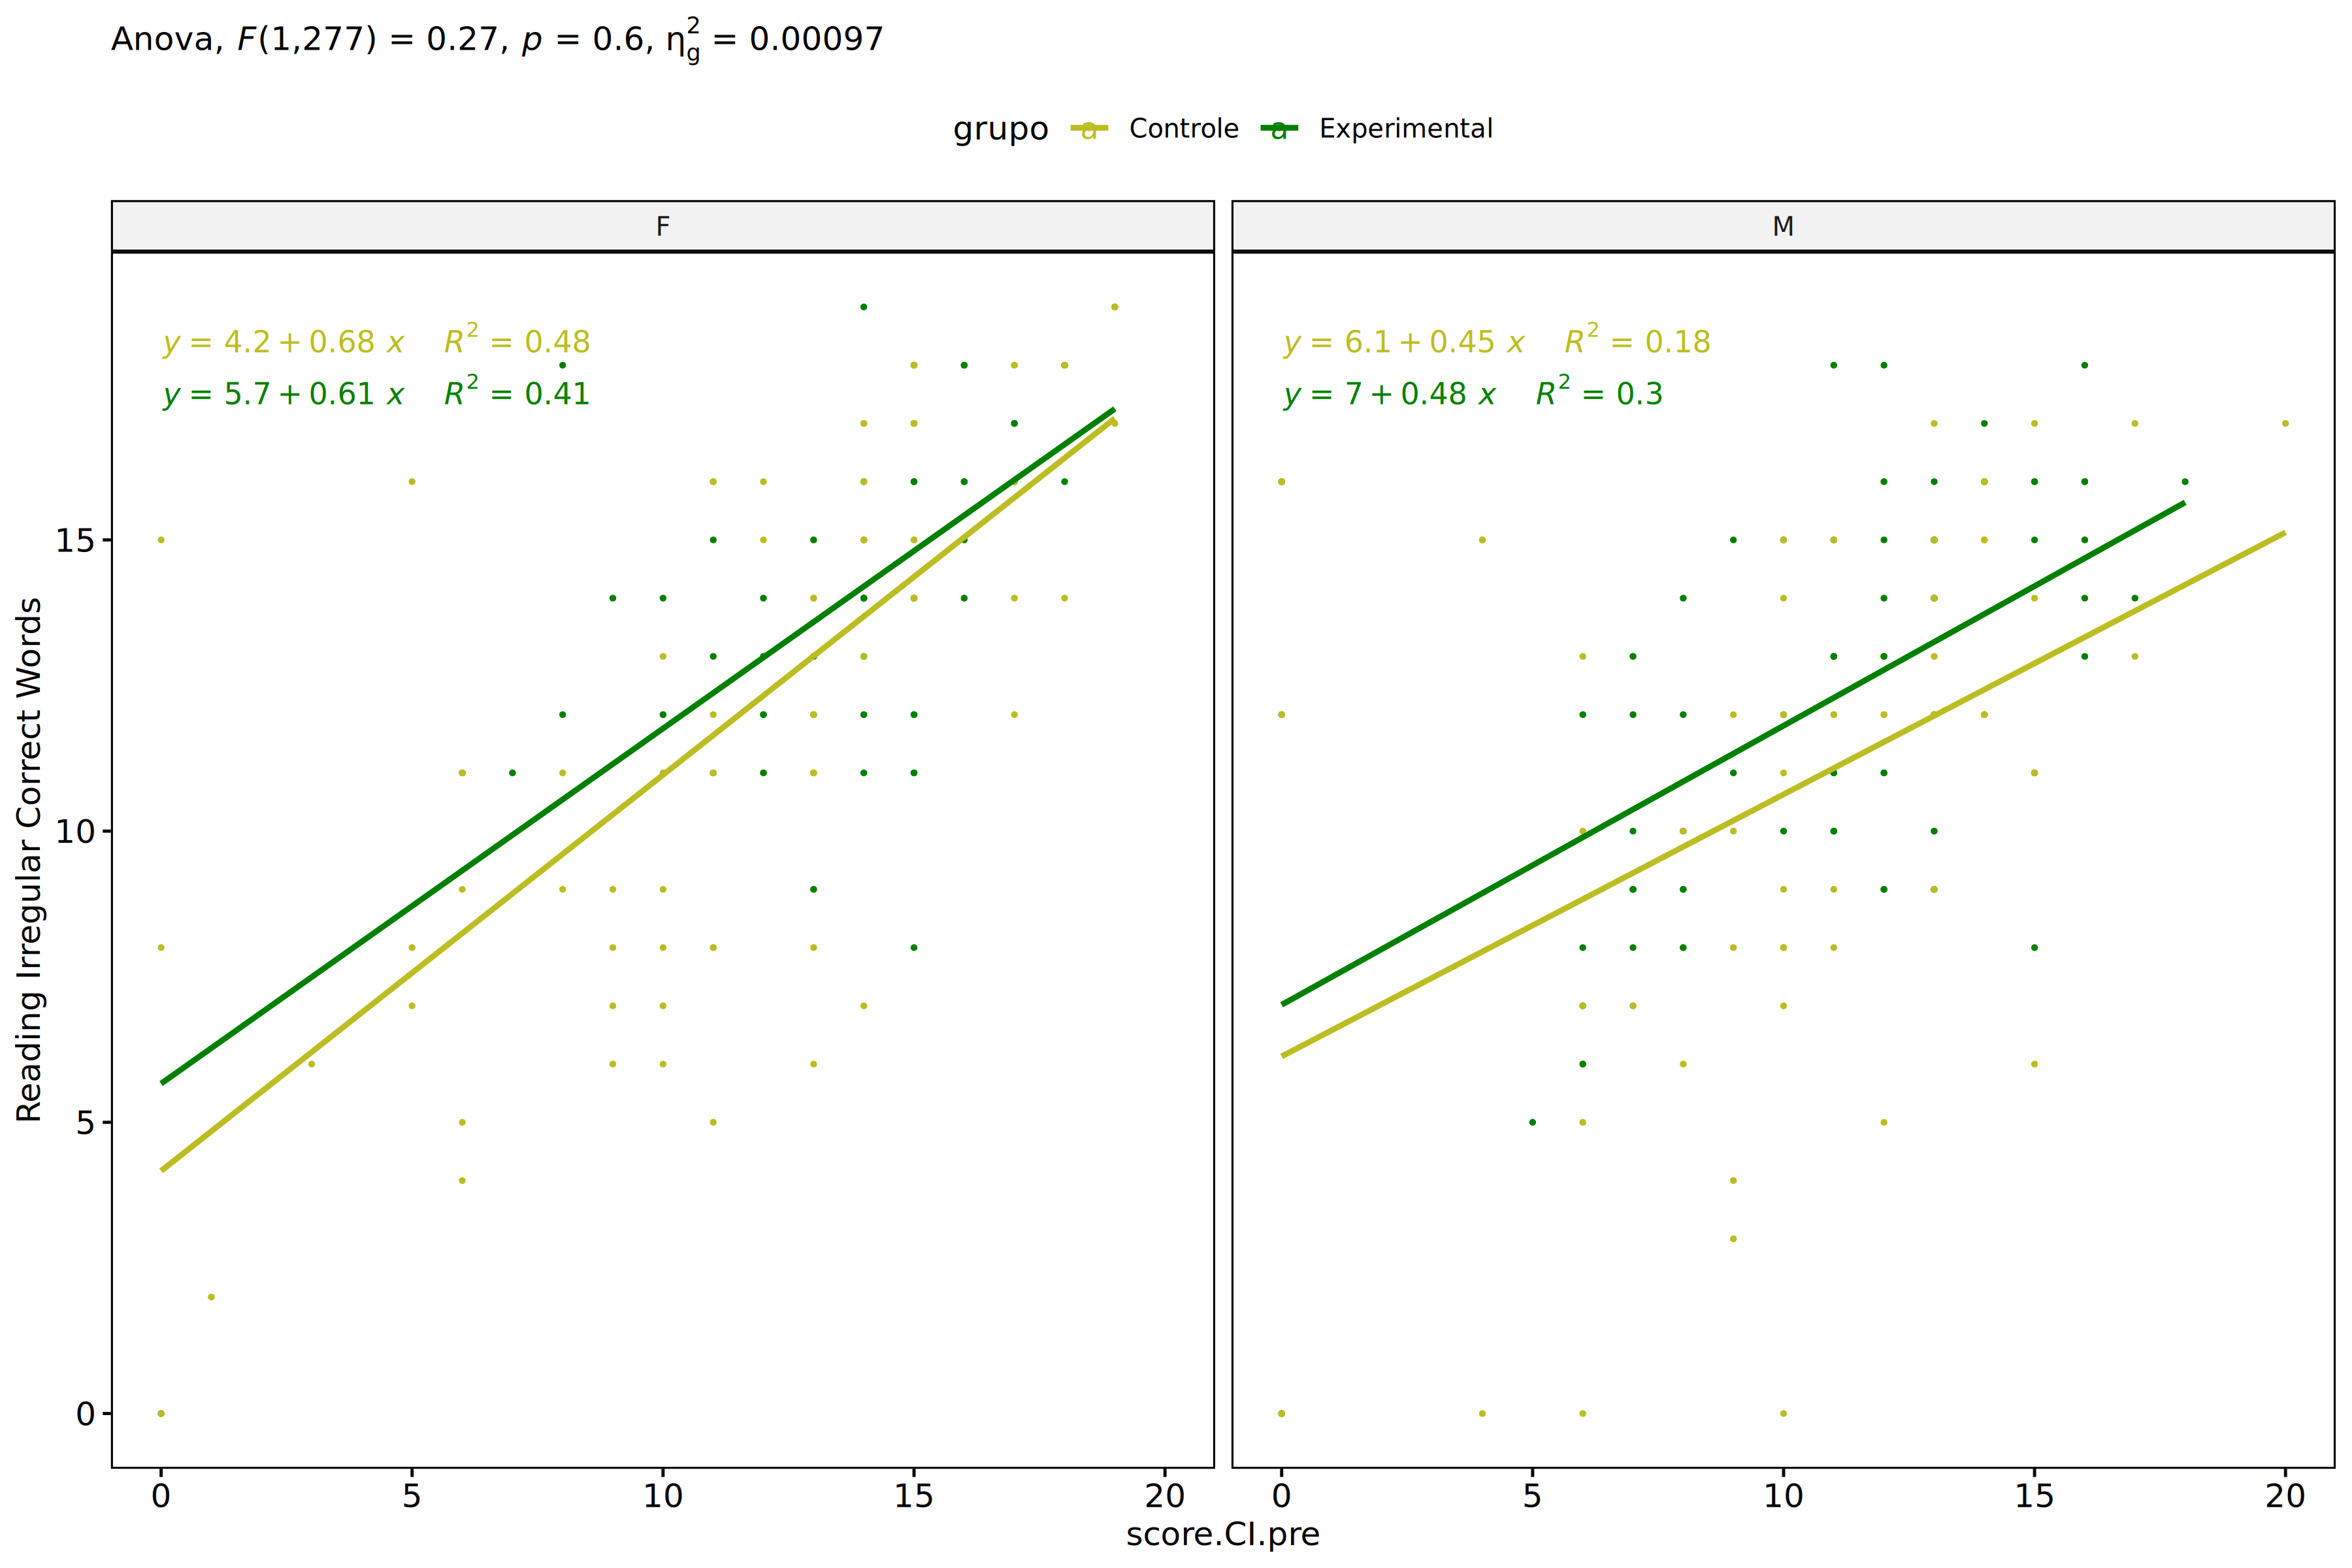 Anova, F(1,277) = 0.27, p = 0.6, η²g = 0.00097
grupo a Controle a Experimental
F
M
y = 4.2 + 0.68 x R² = 0.48
y = 5.7 + 0.61 x R² = 0.41
y = 6.1 + 0.45 x R² = 0.18
y = 7 + 0.48 x R² = 0.3
Reading Irregular Correct Words
15
10
5
0
0 5 10 15 20
0 5 10 15 20
score.CI.pre